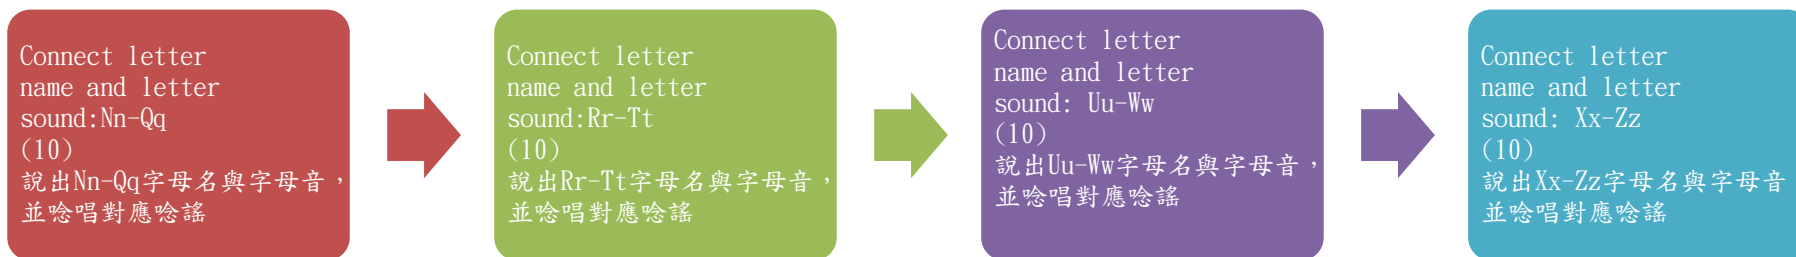 Connect letter
name and letter
sound:Nn-Qq
(10)
說出Nn-Qq字母名與字母音，
並唸唱對應唸謠
Connect letter
name and letter
sound:Rr-Tt
(10)
說出Rr-Tt字母名與字母音，
並唸唱對應唸謠
Connect letter
name and letter
sound: Uu-Ww
(10)
說出Uu-Ww字母名與字母音，
並唸唱對應唸謠
Connect letter
name and letter
sound: Xx-Zz
(10)
說出Xx-Zz字母名與字母音
並唸唱對應唸謠